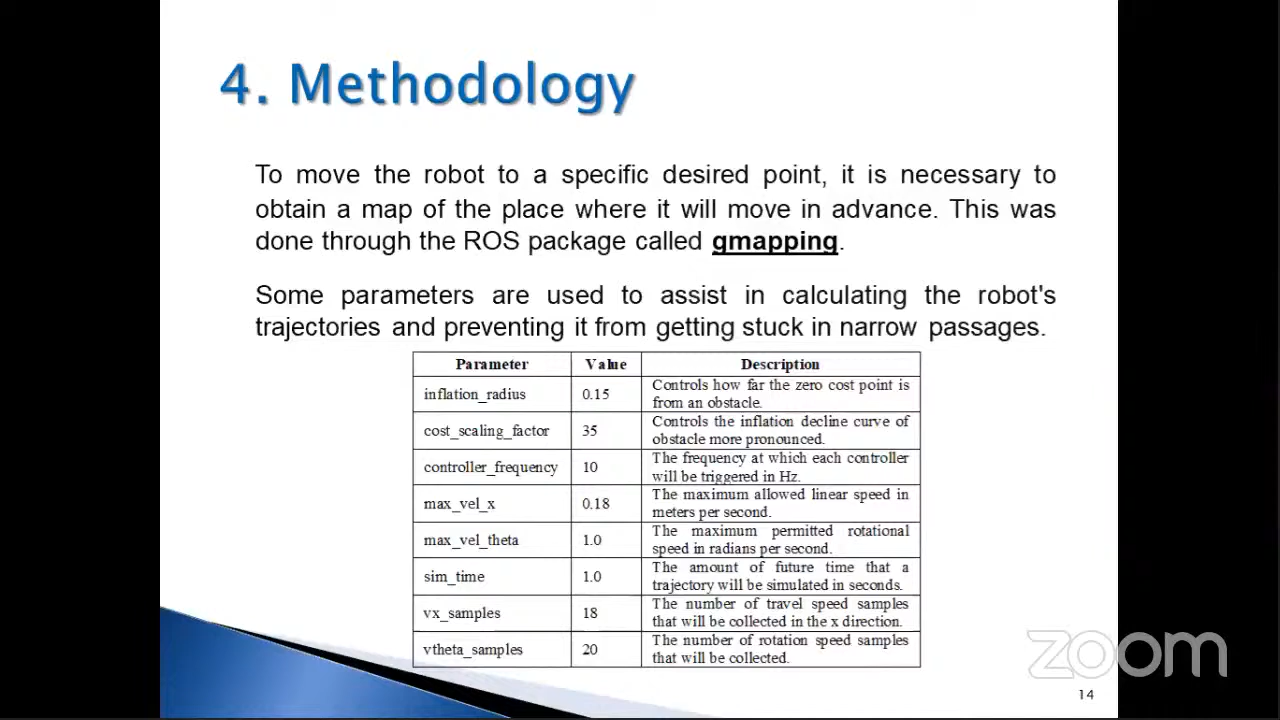 4. Methodology
To move the robot to a specific desired point, it is necessary to
obtain a map of the place where it will move in advance. This was
done through the ROS package called gmapping.
Some parameters are used to assist in calculating the robot's
trajectories and preventing it from getting stuck in narrow passages.
Parameter Value Description
inflation_radius 0.15 Controls how far the zero cost point is
from an obstacle.
cost_scaling_factor 35 Controls the inflation decline curve of
obstacle more pronounced.
controller_frequency 10 The frequency at which each controller
will be triggered in Hz.
max_vel_x 0.18 The maximum allowed linear speed in
meters per second.
max_vel_theta 1.0 The maximum permitted rotational
speed in radians per second.
sim_time 1.0 The amount of future time that a
trajectory will be simulated in seconds.
vx_samples 18 The number of travel speed samples
that will be collected in the x direction.
vtheta_samples 20 The number of rotation speed samples
that will be collected.
zoom
14